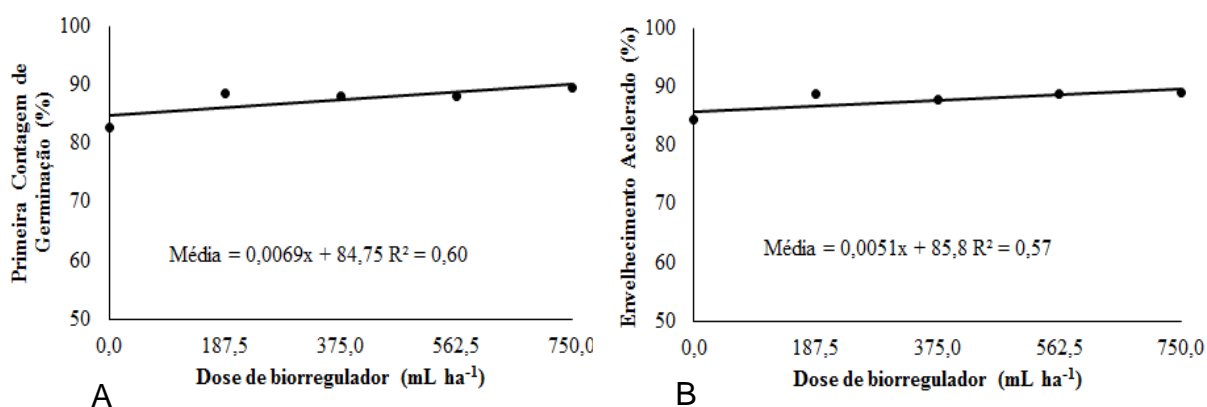 Primeira Contagem de
Germinação (%)
100
90
80
70
60
50
Média = 0,0069x + 84,75 R² = 0,60
0,0 187,5 375,0 562,5 750,0
Dose de biorregulador (mL ha⁻¹)
A
Envelhecimento Acelerado (%)
100
90
80
70
60
50
Média = 0,0051x + 85,8 R² = 0,57
0,0 187,5 375,0 562,5 750,0
Dose de biorregulador (mL ha⁻¹)
B